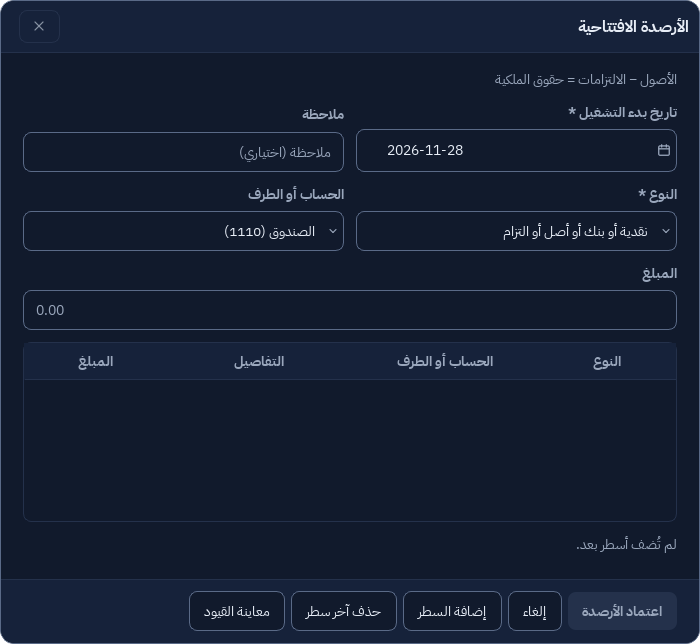 الأرصدة الافتتاحية
الأصول − الالتزامات = حقوق الملكية
تاريخ بدء التشغيل *
ملاحظة
2026-11-28
ملاحظة (اختياري)
النوع *
الحساب أو الطرف
نقدية أو بنك أو أصل أو التزام
الصندوق (1110)
المبلغ
0.00
النوع الحساب أو الطرف التفاصيل المبلغ
لم تُضف أسطر بعد.
اعتماد الأرصدة إلغاء إضافة السطر حذف آخر سطر معاينة القيود